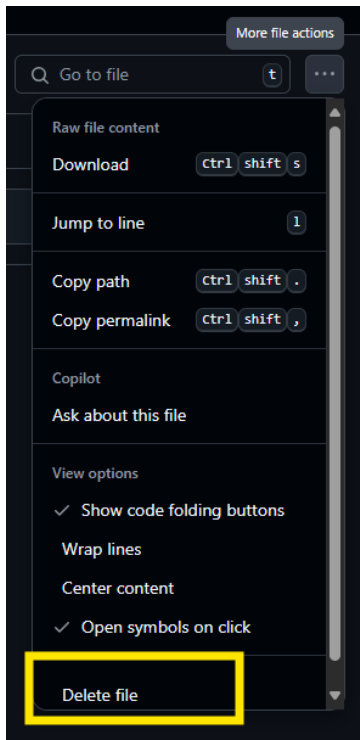 More file actions
Go to file t
Raw file content
Download Ctrl shift s
Jump to line l
Copy path Ctrl shift .
Copy permalink Ctrl shift ,
Copilot
Ask about this file
View options
Show code folding buttons
Wrap lines
Center content
Open symbols on click
Delete file